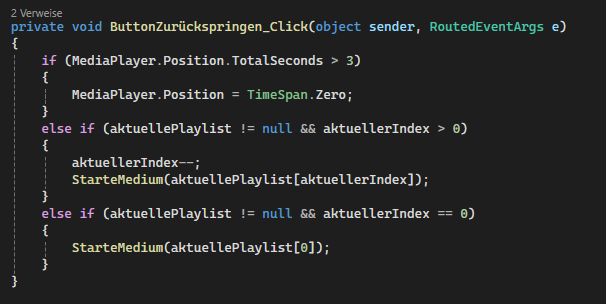 2 Verweise
private void ButtonZurückspringen_Click(object sender, RoutedEventArgs e)
{
    if (MediaPlayer.Position.TotalSeconds > 3)
    {
        MediaPlayer.Position = TimeSpan.Zero;
    }
    else if (aktuellePlaylist != null && aktuellerIndex > 0)
    {
        aktuellerIndex--;
        StarteMedium(aktuellePlaylist[aktuellerIndex]);
    }
    else if (aktuellePlaylist != null && aktuellerIndex == 0)
    {
        StarteMedium(aktuellePlaylist[0]);
    }
}